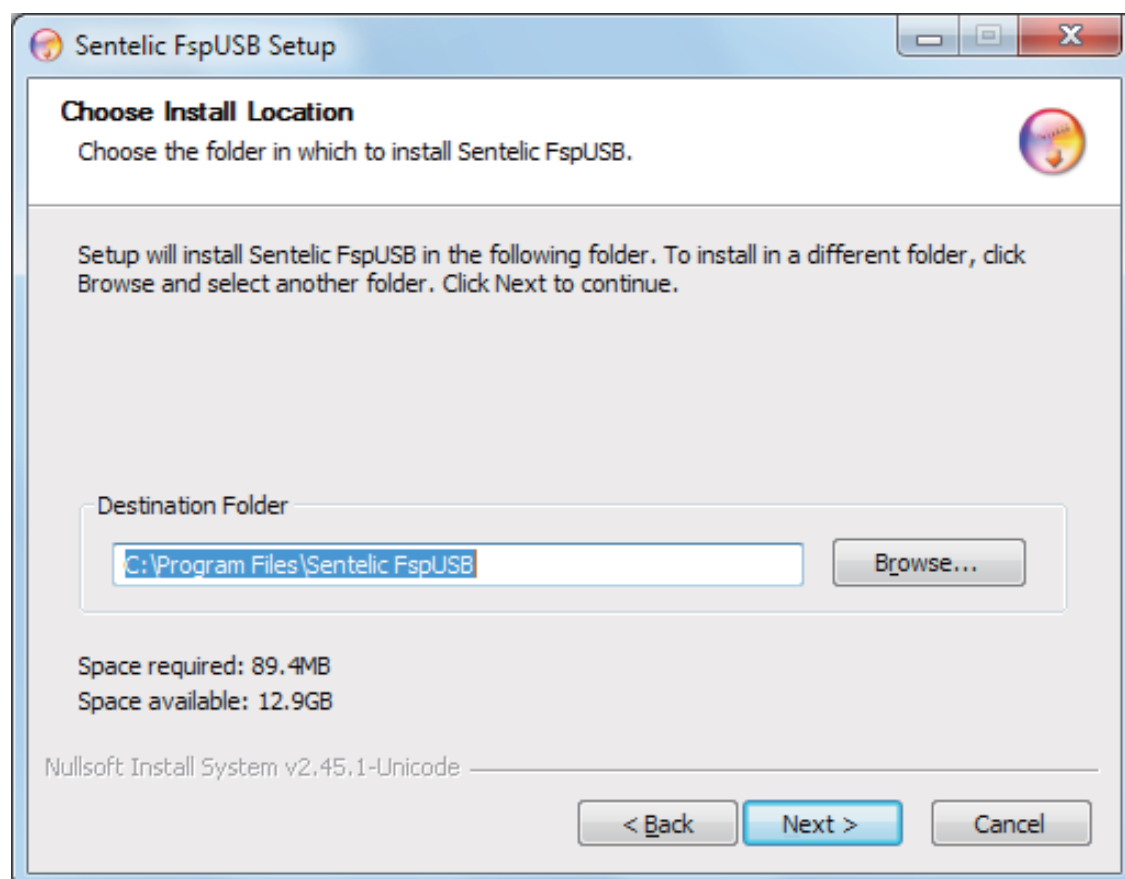 Sentelic FspUSB Setup
Choose Install Location
Choose the folder in which to install Sentelic FspUSB.
Setup will install Sentelic FspUSB in the following folder. To install in a different folder, click
Browse and select another folder. Click Next to continue.
Destination Folder
C:\Program Files\Sentelic FspUSB
Browse...
Space required: 89.4MB
Space available: 12.9GB
Nullsoft Install System v2.45.1-Unicode
< Back
Next >
Cancel